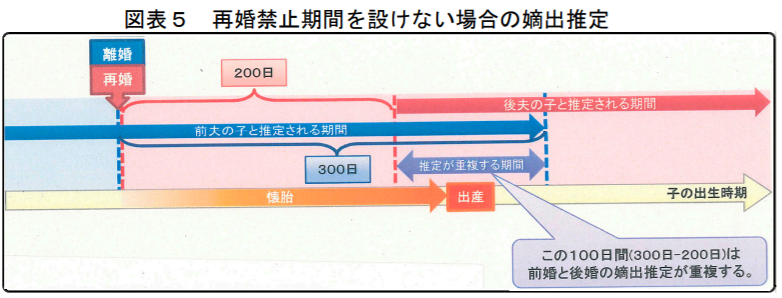 図表５　再婚禁止期間を設けない場合の嫡出推定
離婚
再婚
200日
後夫の子と推定される期間
前夫の子と推定される期間
300日
推定が重複する期間
懐胎
出産
子の出生時期
この100日間(300日-200日)は
前婚と後婚の嫡出推定が重複する。